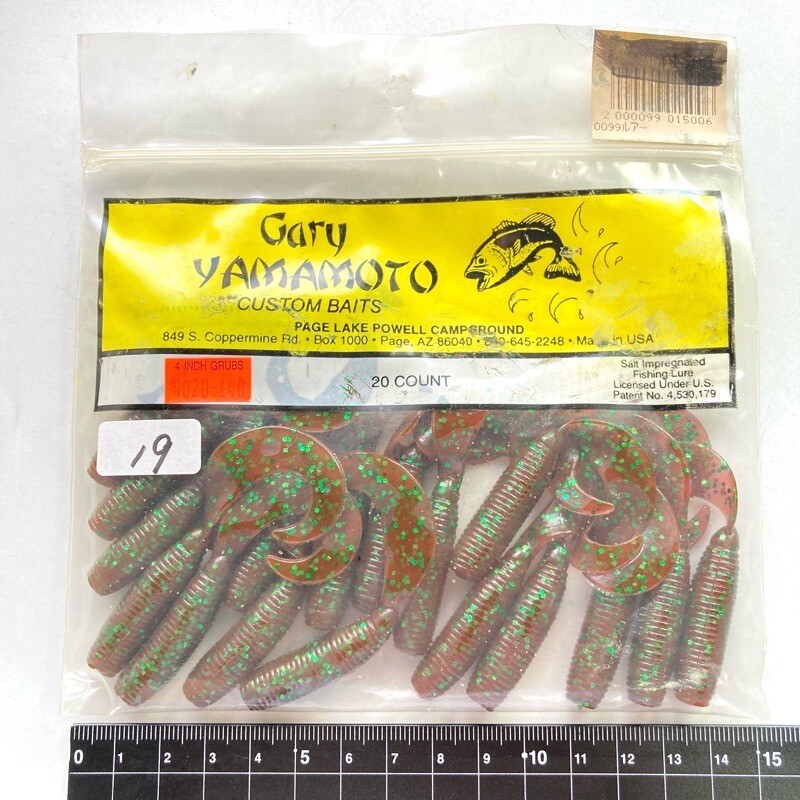 2 000099 015006
0099ルアー
Gary
YAMAMOTO
CUSTOM BAITS
PAGE LAKE POWELL CAMPGROUND
849 S. Coppermine Rd. • Box 1000 • Page, AZ 86040 • 645-2248 • Made in USA
4 INCH GRUBS
20 COUNT
Salt Impregnated
Fishing Lure
Licensed Under U.S.
Patent No. 4,530,179
19
0 1 2 3 4 5 6 7 8 9 10 11 12 13 14 15